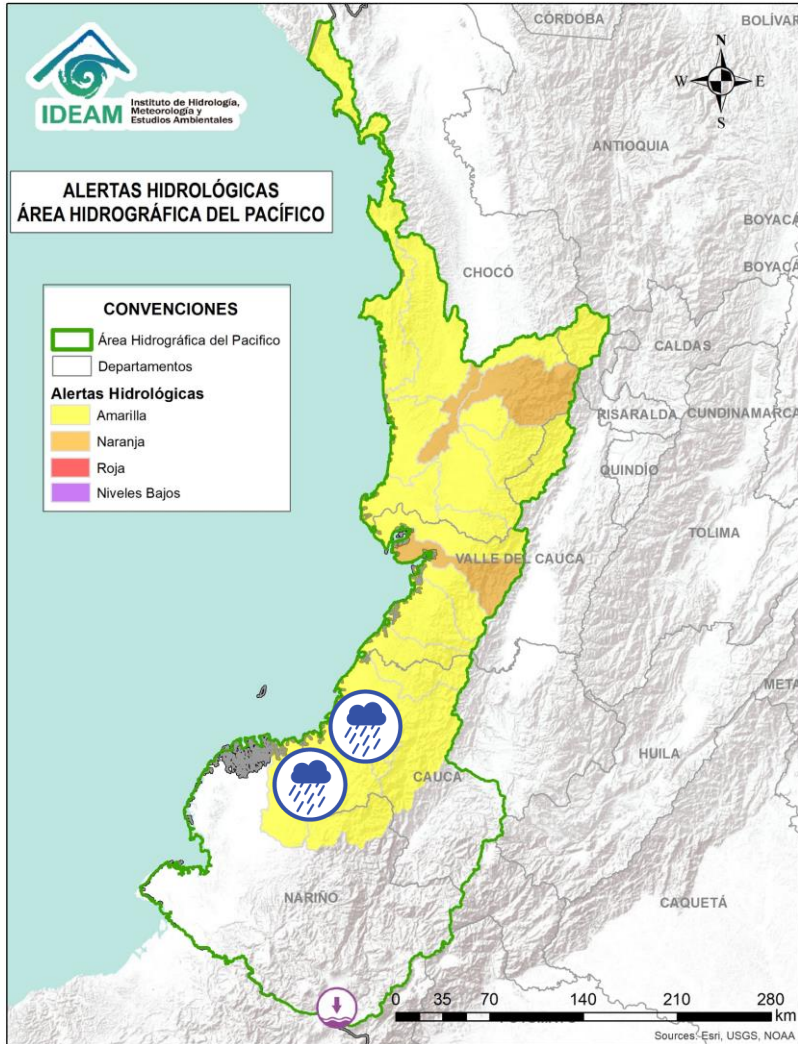 CÓRDOBA
BOLÍVAR
IDEAM
Instituto de Hidrología,
Meteorología y
Estudios Ambientales
N
W
E
S
ANTIOQUIA
ALERTAS HIDROLÓGICAS
ÁREA HIDROGRÁFICA DEL PACÍFICO
BOYACÁ
BOYACÁ
CHOCÓ
CONVENCIONES
Área Hidrográfica del Pacífico
Departamentos
Alertas Hidrológicas
Amarilla
Naranja
Roja
Niveles Bajos
CALDAS
RISARALDA
CUNDINAMARCA
QUINDÍO
TOLIMA
VALLE DEL CAUCA
META
HUILA
CAUCA
NARIÑO
CAQUETÁ
0 35 70 140 210 280
km
Sources: Esri, USGS, NOAA